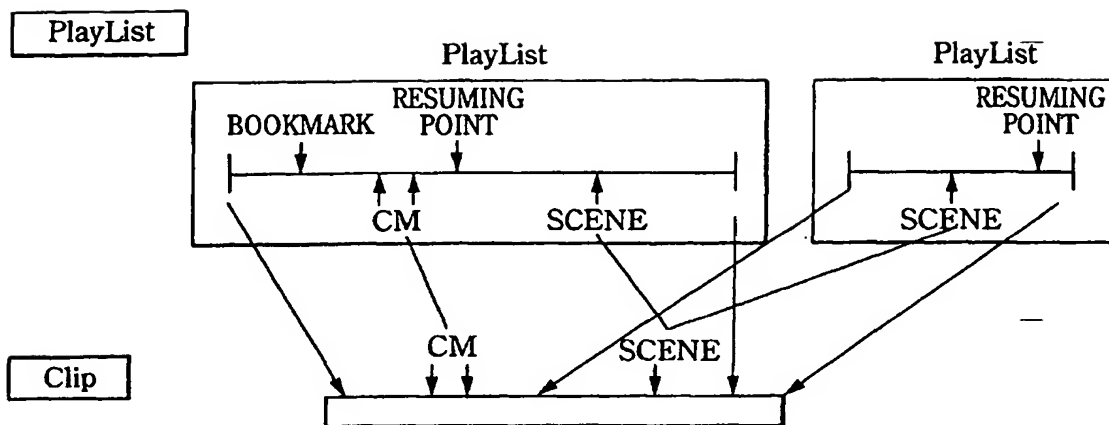 PlayList
PlayList
PlayList
BOOKMARK
RESUMING
POINT
CM
SCENE
RESUMING
POINT
SCENE
Clip
CM
SCENE